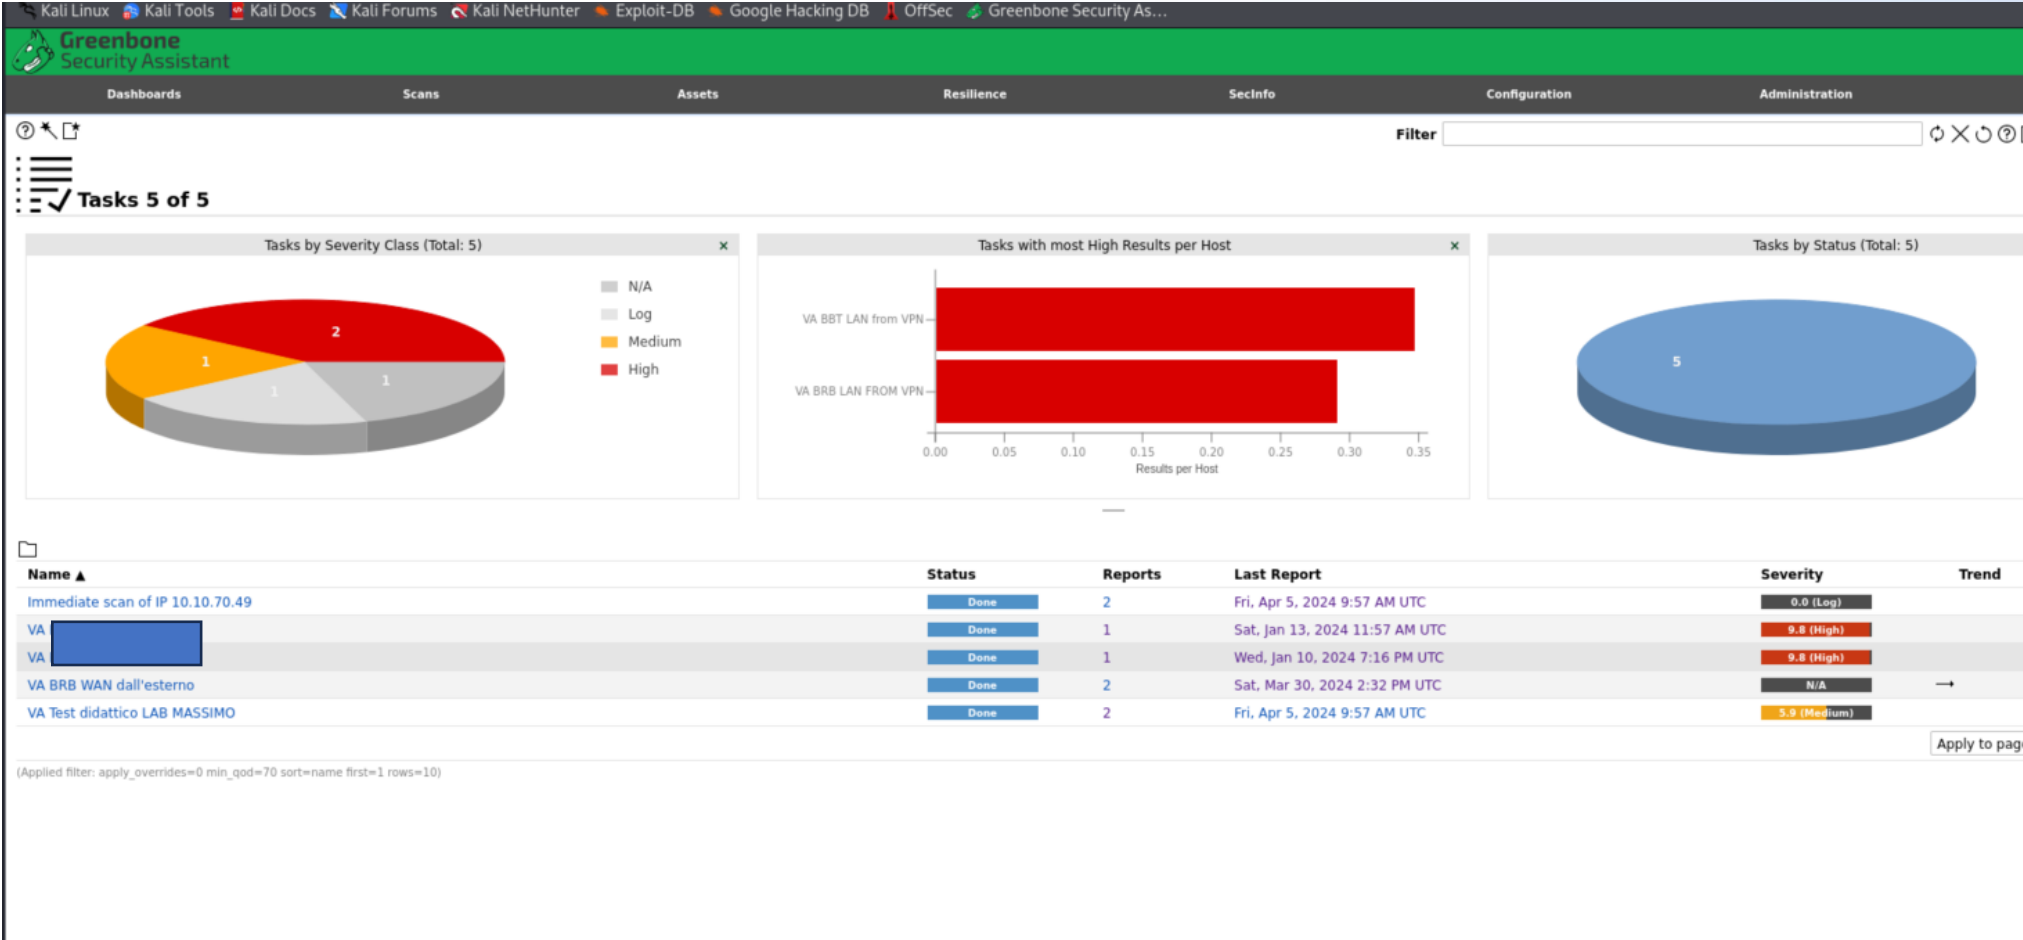 Kali Linux Kali Tools Kali Docs Kali Forums Kali NetHunter Exploit-DB Google Hacking DB OffSec Greenbone Security As...
Greenbone
Security Assistant
Dashboards Scans Assets Resilience SecInfo Configuration Administration
Filter
Tasks 5 of 5
Tasks by Severity Class (Total: 5)
2
1
1
1
N/A
Log
Medium
High
Tasks with most High Results per Host
VA BBT LAN from VPN
VA BRB LAN FROM VPN
0.00 0.05 0.10 0.15 0.20 0.25 0.30 0.35
Results per Host
Tasks by Status (Total: 5)
5
Name ▲ Status Reports Last Report Severity Trend
Immediate scan of IP 10.10.70.49 Done 2 Fri, Apr 5, 2024 9:57 AM UTC 0.0 (Log)
VA Done 1 Sat, Jan 13, 2024 11:57 AM UTC 9.8 (High)
VA Done 1 Wed, Jan 10, 2024 7:16 PM UTC 9.8 (High)
VA BRB WAN dall'esterno Done 2 Sat, Mar 30, 2024 2:32 PM UTC N/A →
VA Test didattico LAB MASSIMO Done 2 Fri, Apr 5, 2024 9:57 AM UTC 5.9 (Medium)
Apply to pag
(Applied filter: apply_overrides=0 min_qod=70 sort=name first=1 rows=10)